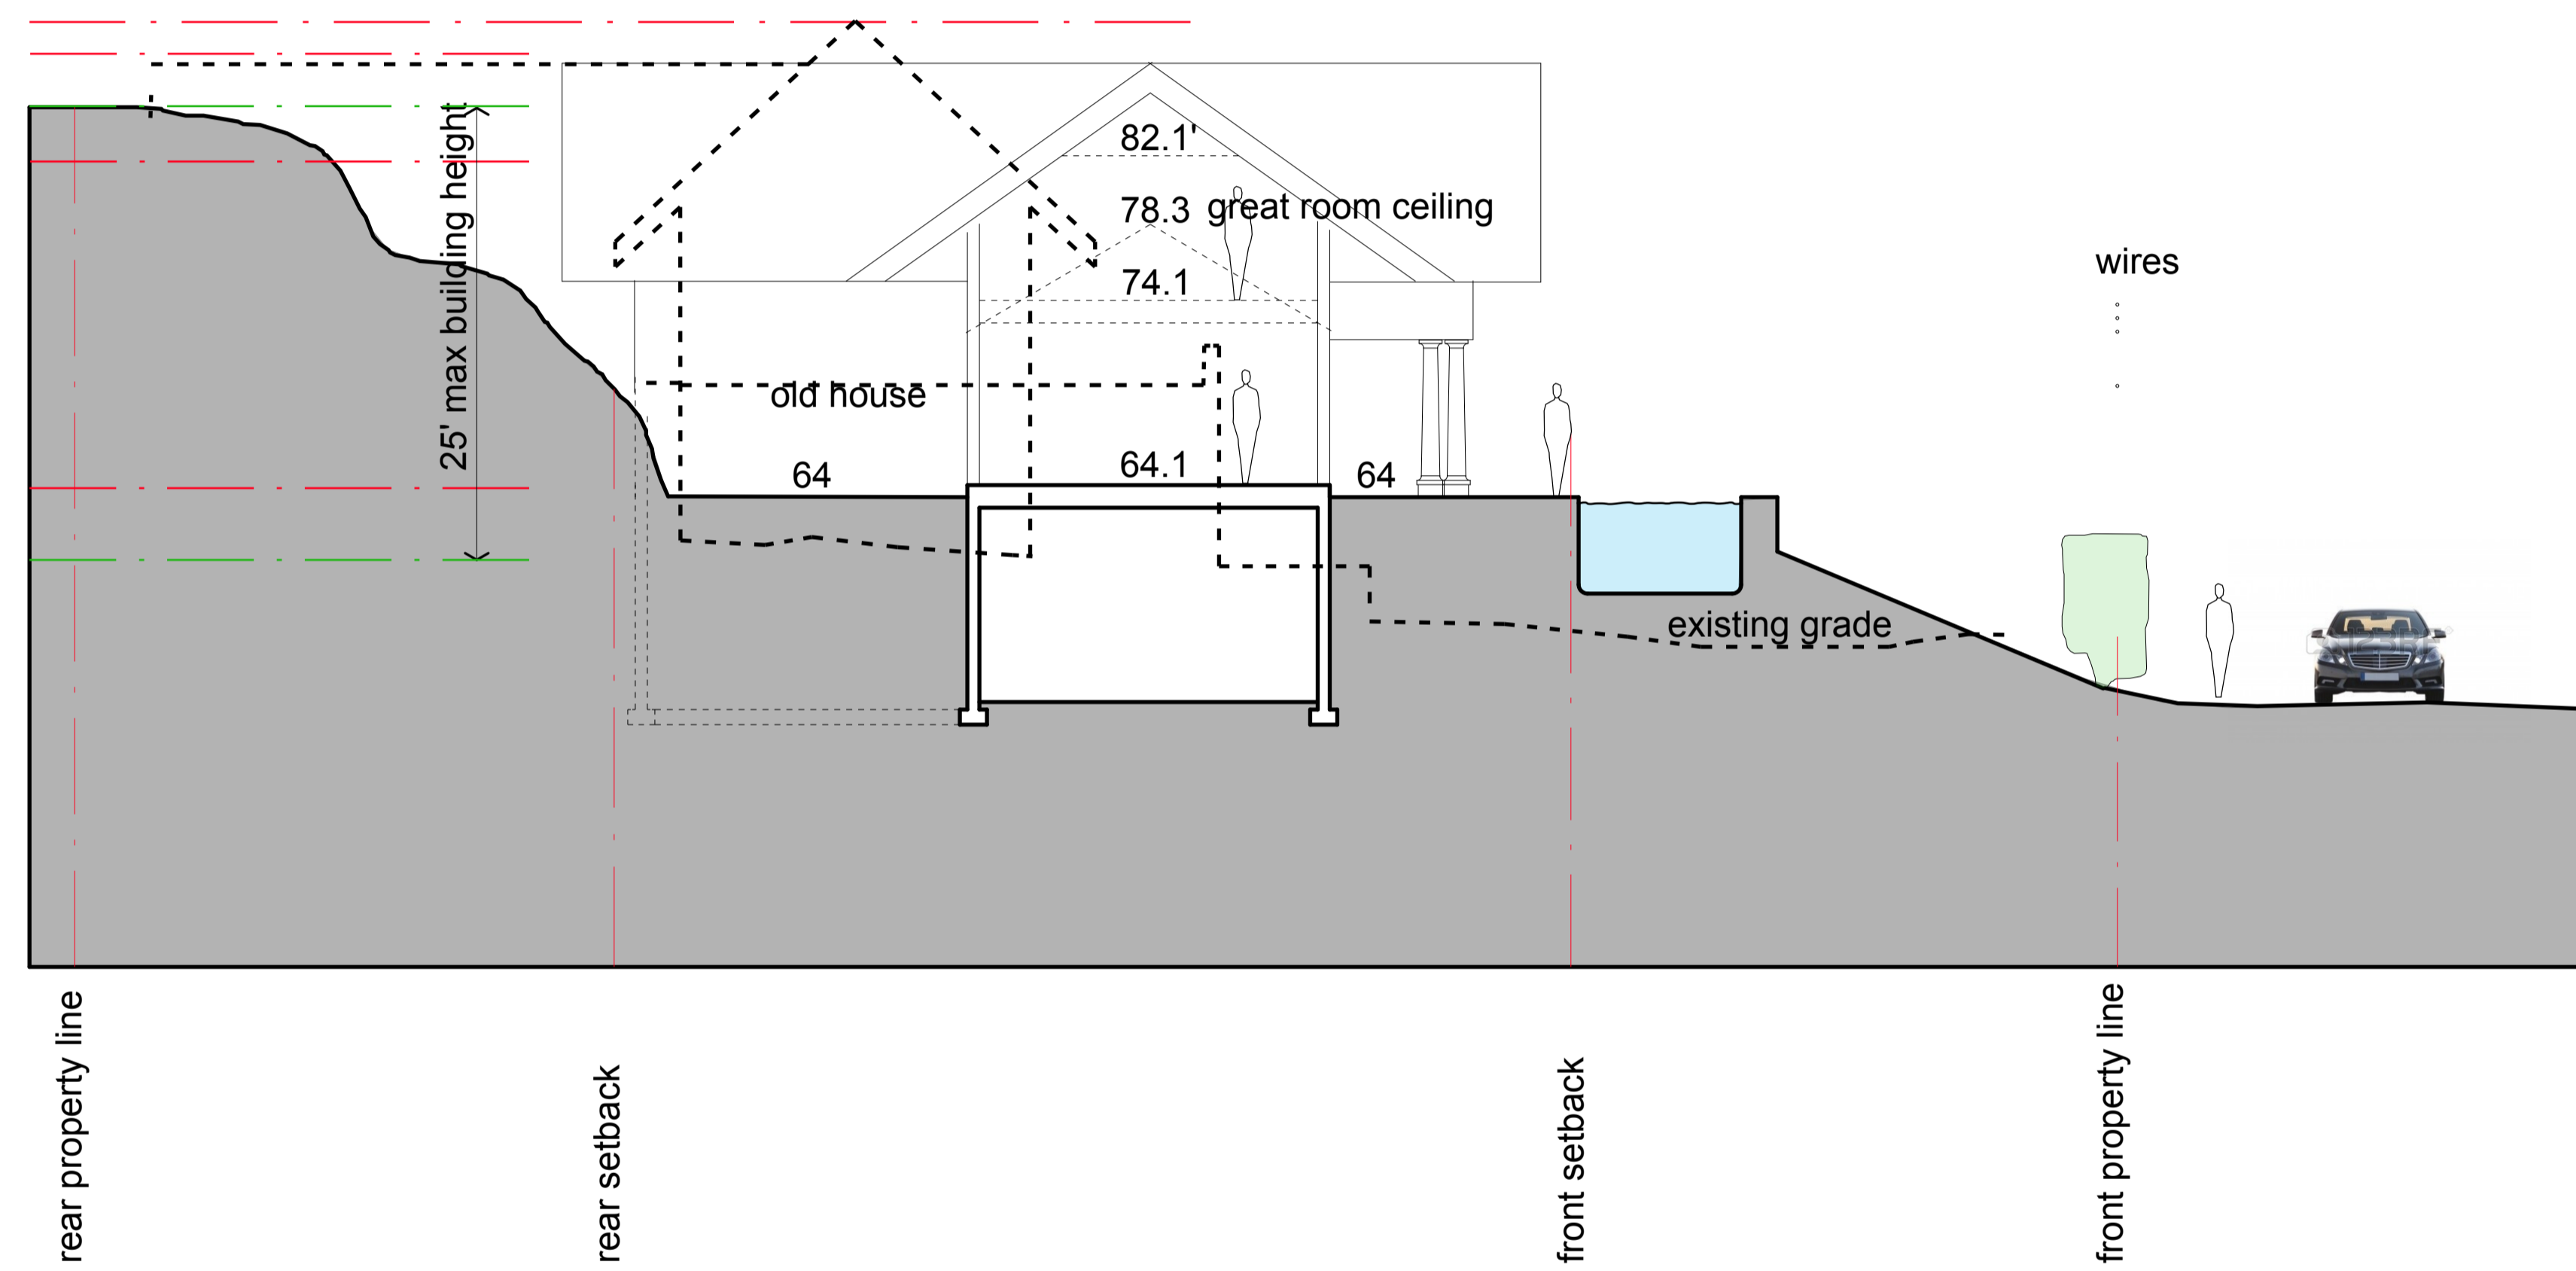 82.1'
78.3 great room ceiling
74.1
wires
25' max building height
old house
64
64.1
64
existing grade
rear property line
rear setback
front setback
front property line